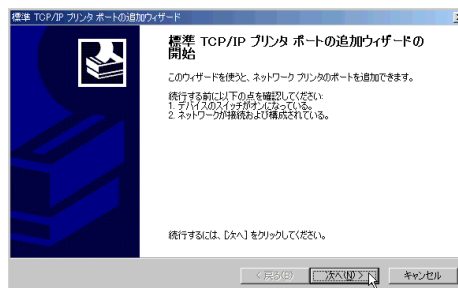 標準 TCP/IP プリンタ ポートの追加ウィザード
標準 TCP/IP プリンタ ポートの追加ウィザードの
開始
このウィザードを使うと、ネットワーク プリンタのポートを追加できます。
続行する前に以下の点を確認してください:
1. デバイスのスイッチがオンになっている。
2. ネットワークが接続および構成されている。
続行するには、[次へ] をクリックしてください。
< 戻る(B)
次へ(N) >
キャンセル